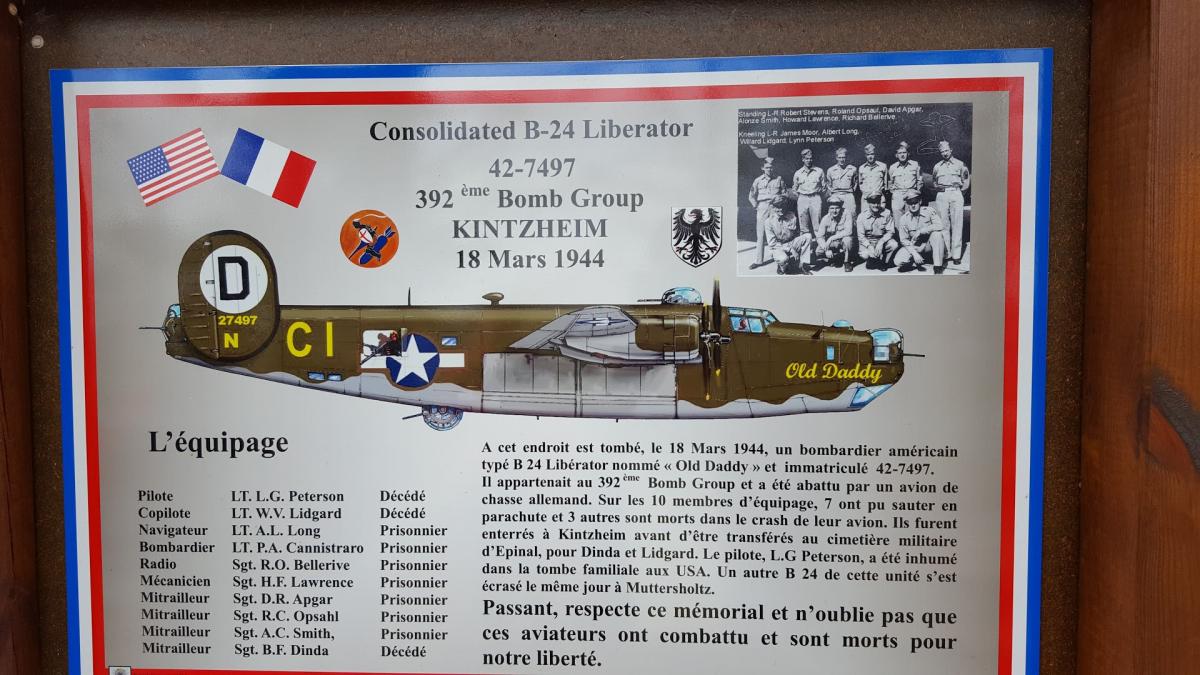 Consolidated B-24 Liberator
42-7497
392 ème Bomb Group
KINTZHEIM
18 Mars 1944
Standing L-R Robert Stevens, Roland Opsaul, David Apgar,
Alonze Smith, Howard Lawrence, Richard Bellerive.
Kneeling L-R James Moor, Albert Long,
Willard Lidgard, Lynn Peterson
D
27497
N
CI
Old Daddy
L'équipage
Pilote LT. L.G. Peterson Décédé
Copilote LT. W.V. Lidgard Décédé
Navigateur LT. A.L. Long Prisonnier
Bombardier LT. P.A. Cannistraro Prisonnier
Radio Sgt. R.O. Bellerive Prisonnier
Mécanicien Sgt. H.F. Lawrence Prisonnier
Mitrailleur Sgt. D.R. Apgar Prisonnier
Mitrailleur Sgt. R.C. Opsahl Prisonnier
Mitrailleur Sgt. A.C. Smith, Prisonnier
Mitrailleur Sgt. B.F. Dinda Décédé
A cet endroit est tombé, le 18 Mars 1944, un bombardier américain
typé B 24 Libérator nommé « Old Daddy » et immatriculé 42-7497.
Il appartenait au 392 ème Bomb Group et a été abattu par un avion de
chasse allemand. Sur les 10 membres d'équipage, 7 ont pu sauter en
parachute et 3 autres sont morts dans le crash de leur avion. Ils furent
enterrés à Kintzheim avant d'être transférés au cimetière militaire
d'Epinal, pour Dinda et Lidgard. Le pilote, L.G Peterson, a été inhumé
dans la tombe familiale aux USA. Un autre B 24 de cette unité s'est
écrasé le même jour à Muttersholtz.
Passant, respecte ce mémorial et n'oublie pas que
ces aviateurs ont combattu et sont morts pour
notre liberté.